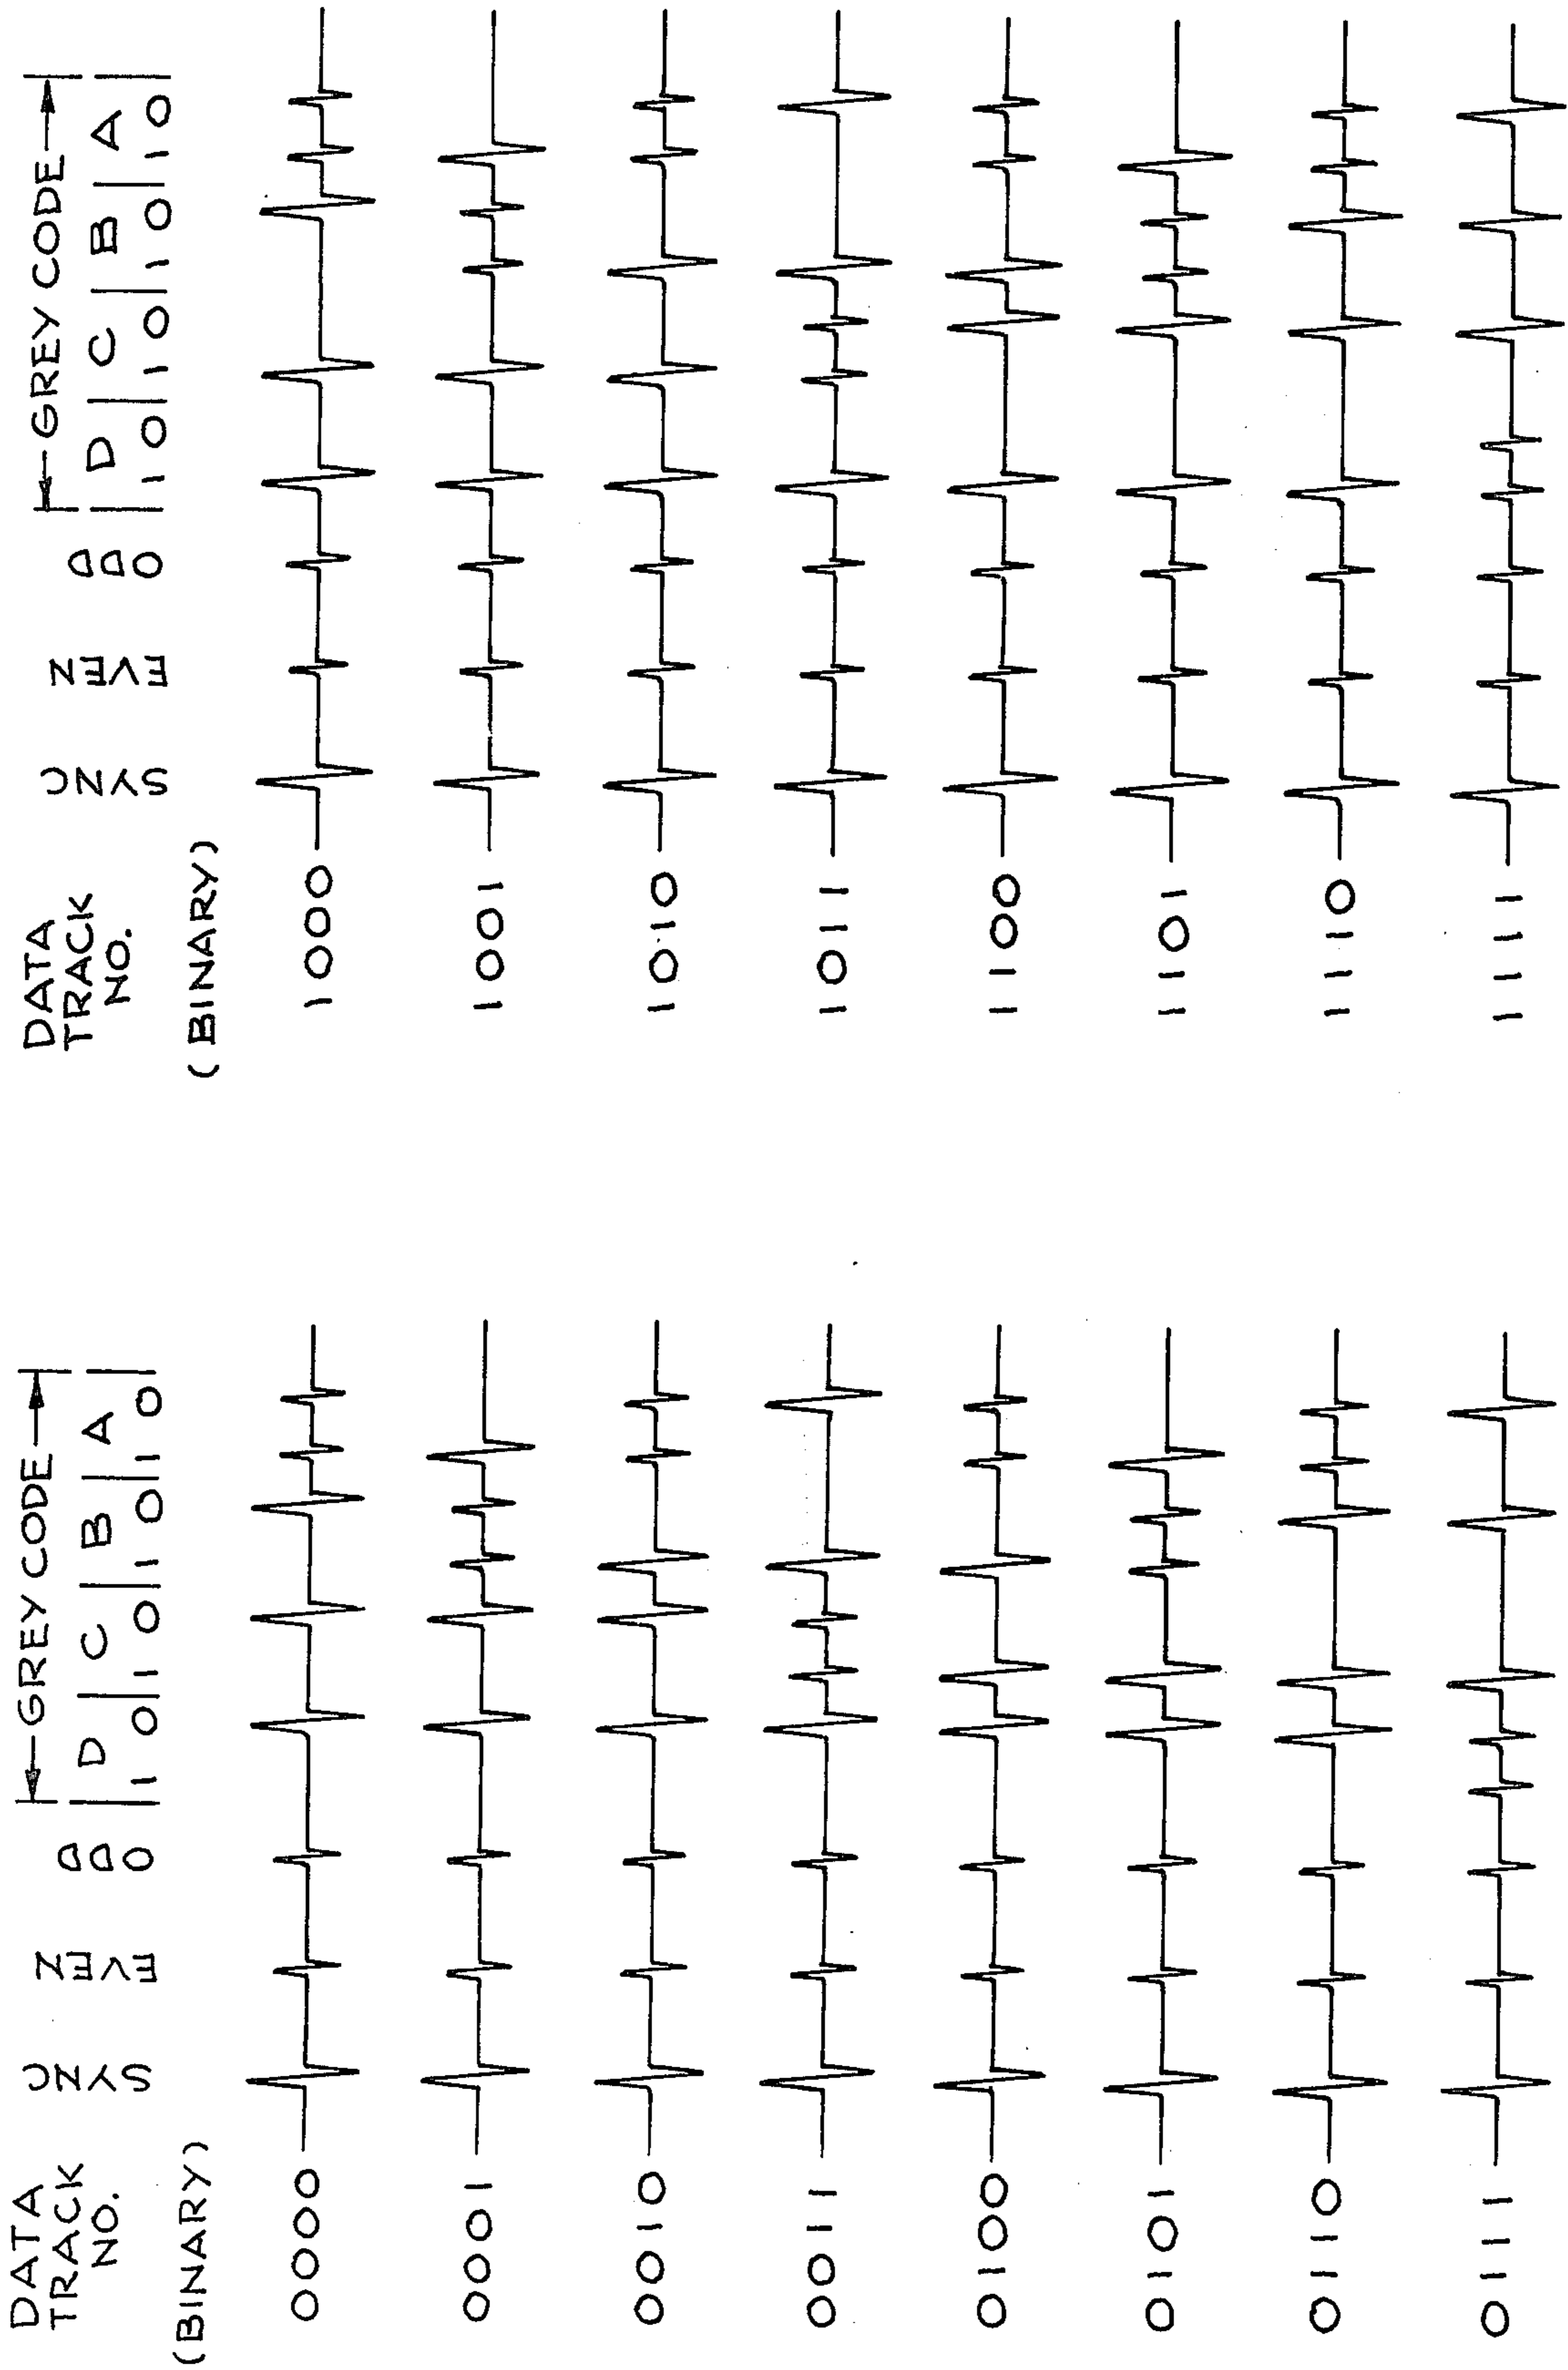 DATA
TRACK
NO.
(BINARY)
SYNC
EVEN
ODD
GREY CODE
D | C | B | A
1 0 | 1 0 | 1 0 | 1 0
0000
0001
0010
0011
0100
0101
0110
0111
DATA
TRACK
NO.
(BINARY)
SYNC
EVEN
ODD
GREY CODE
D | C | B | A
1 0 | 1 0 | 1 0 | 1 0
1000
1001
1010
1011
1100
1101
1110
1111